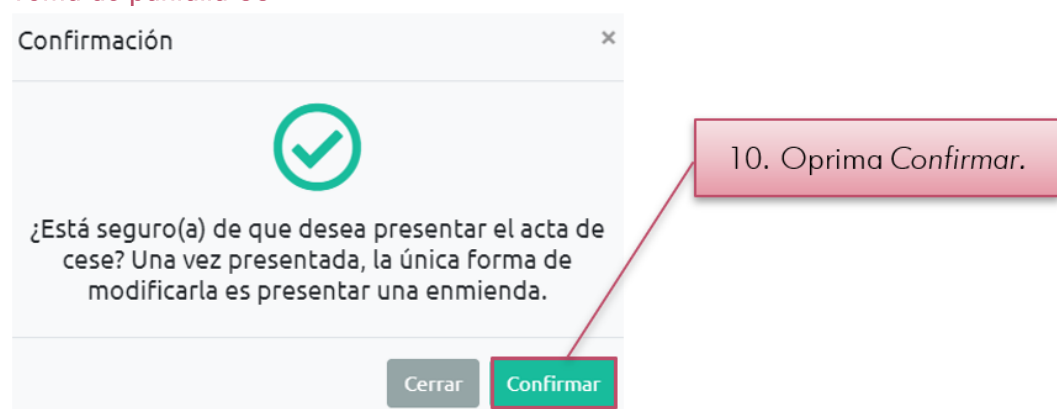 Confirmación ×
10. Oprima Confirmar.
¿Está seguro(a) de que desea presentar el acta de
cese? Una vez presentada, la única forma de
modificarla es presentar una enmienda.
Cerrar Confirmar